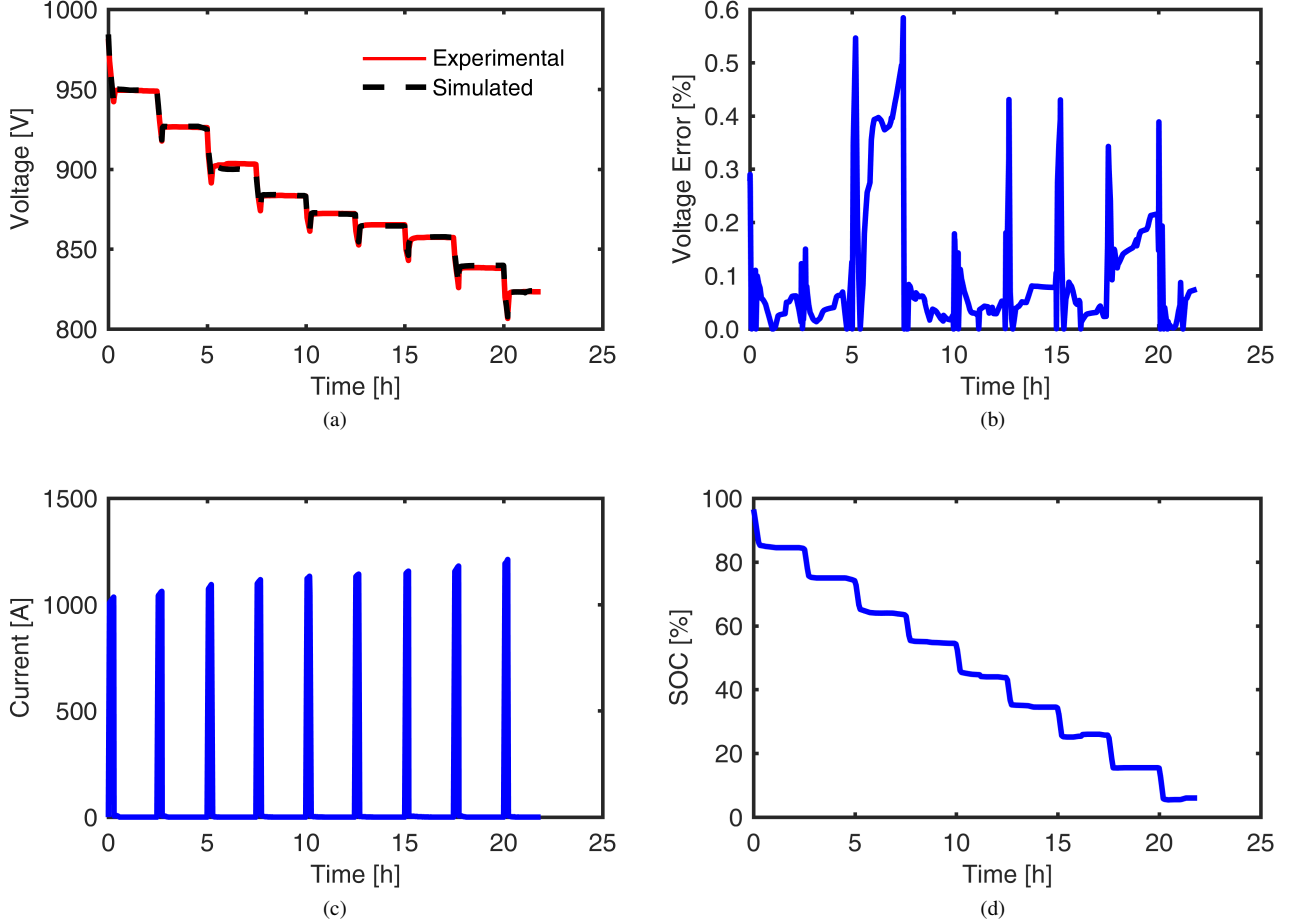 1000
950
900
850
800
Voltage [V]
Experimental
Simulated
0 5 10 15 20 25
Time [h]
(a)
0.6
0.5
0.4
0.3
0.2
0.1
0.0
Voltage Error [%]
0 5 10 15 20 25
Time [h]
(b)
1500
1000
500
0
Current [A]
0 5 10 15 20 25
Time [h]
(c)
100
80
60
40
20
0
SOC [%]
0 5 10 15 20 25
Time [h]
(d)